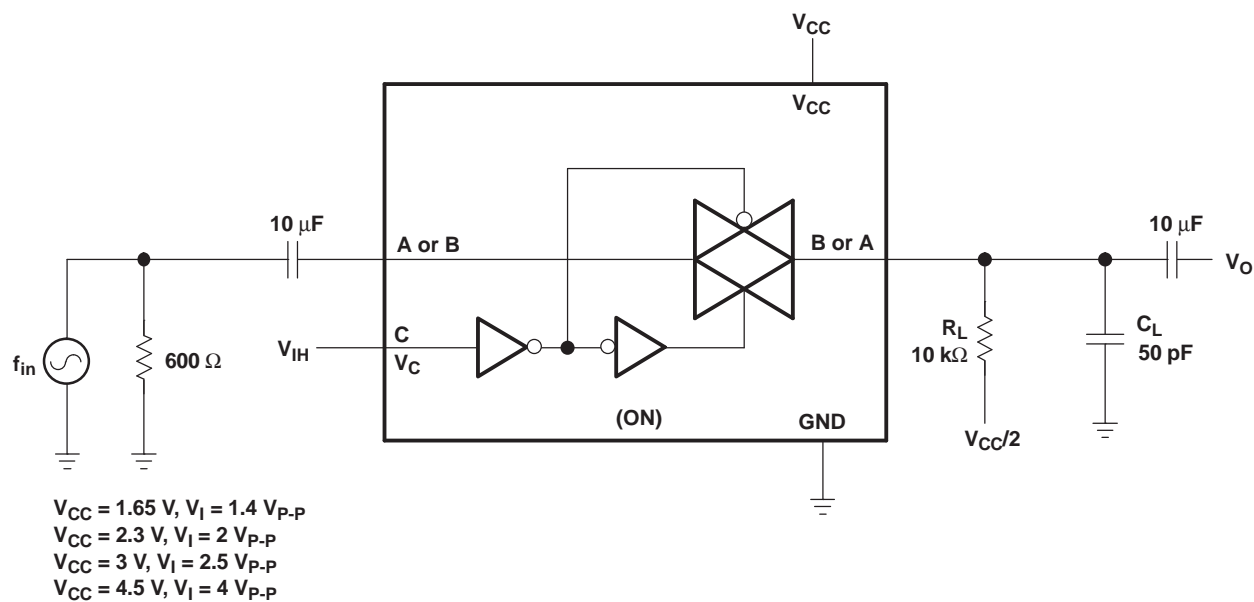 VCC
VCC
10 μF
A or B
B or A
10 μF
VO
fin
600 Ω
VIH
C
VC
RL
10 kΩ
CL
50 pF
(ON)
GND
VCC/2
VCC = 1.65 V, VI = 1.4 VP-P
VCC = 2.3 V, VI = 2 VP-P
VCC = 3 V, VI = 2.5 VP-P
VCC = 4.5 V, VI = 4 VP-P